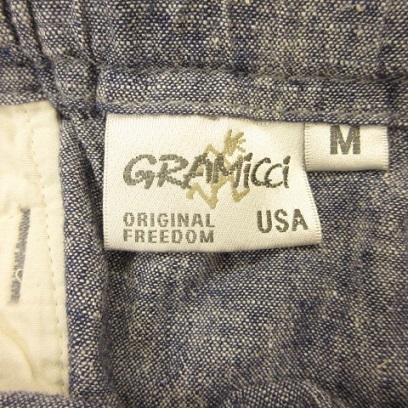 GRAMiCCi
M
ORIGINAL
FREEDOM
USA